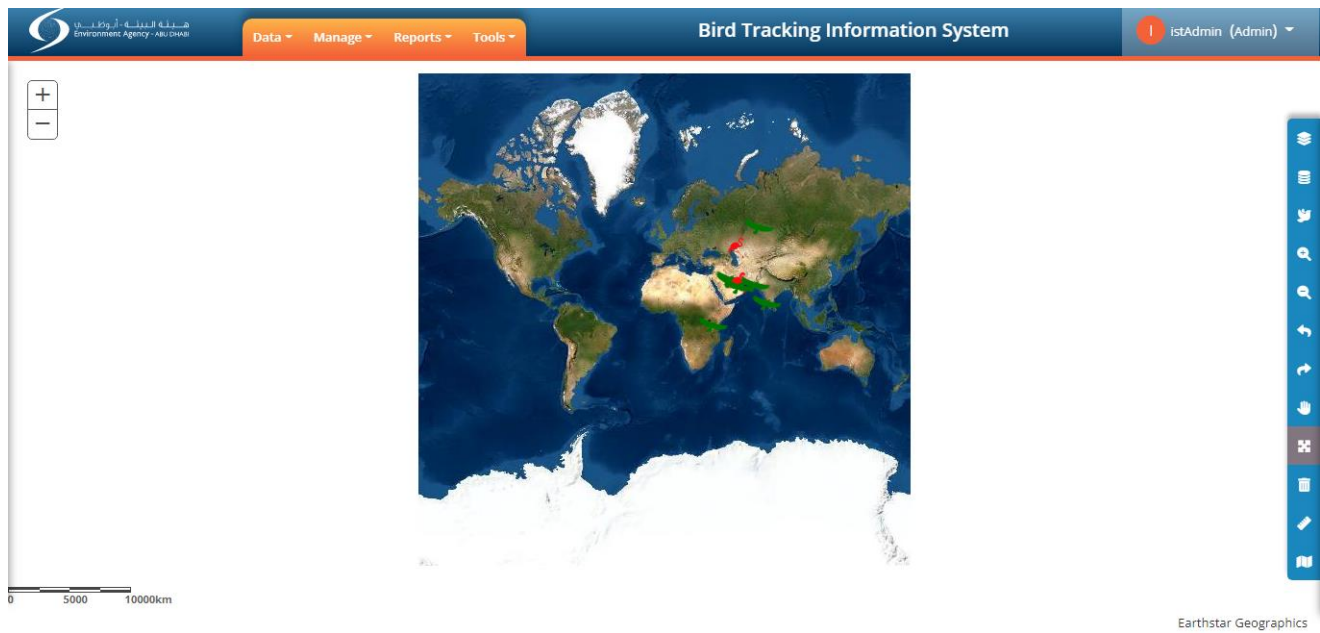 هيئة البيئة - أبوظبي
Environment Agency - ABU DHABI
Data
Manage
Reports
Tools
Bird Tracking Information System
I
istAdmin (Admin)
+
−
0 5000 10000km
Earthstar Geographics